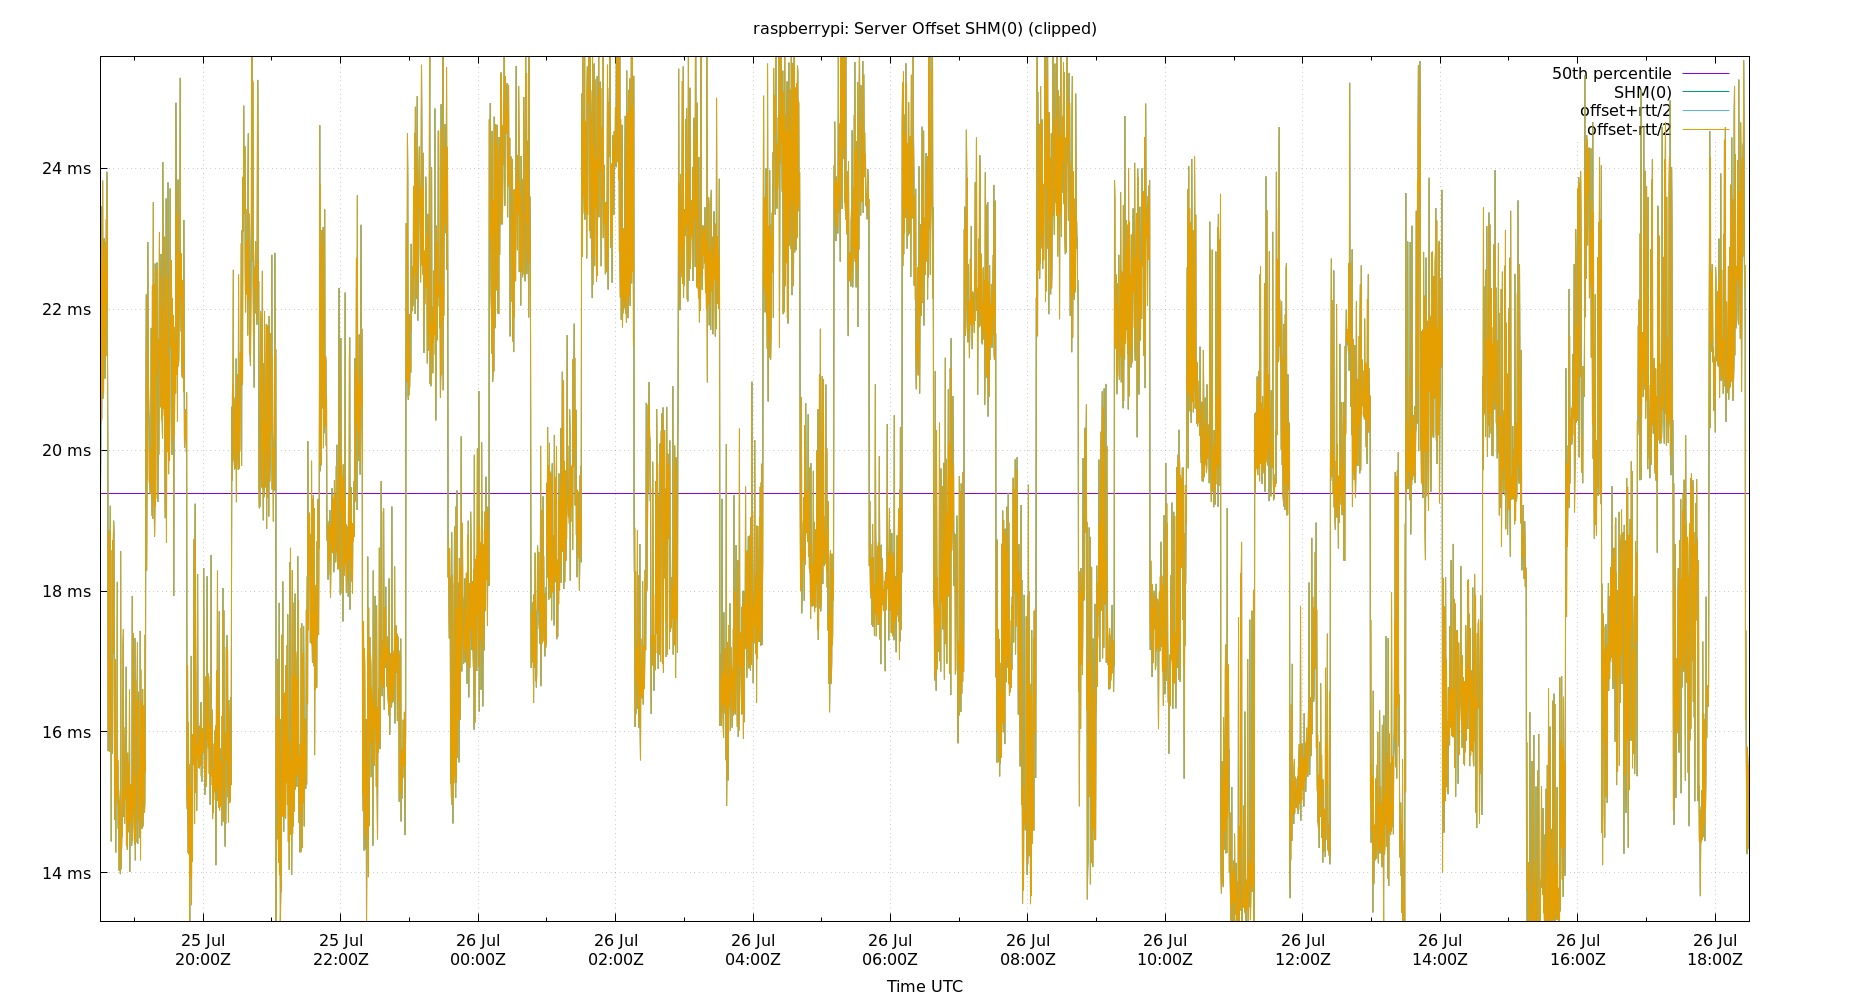 raspberrypi: Server Offset SHM(0) (clipped)
50th percentile
SHM(0)
offset+rtt/2
offset-rtt/2
24 ms
22 ms
20 ms
18 ms
16 ms
14 ms
25 Jul 25 Jul 26 Jul 26 Jul 26 Jul 26 Jul 26 Jul 26 Jul 26 Jul 26 Jul 26 Jul 26 Jul
20:00Z 22:00Z 00:00Z 02:00Z 04:00Z 06:00Z 08:00Z 10:00Z 12:00Z 14:00Z 16:00Z 18:00Z
Time UTC